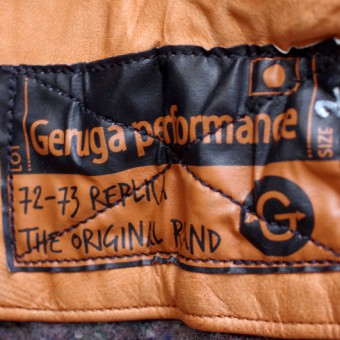 LOT
Geruga performance
SIZE
72-73 REPLICA
THE ORIGINAL
G